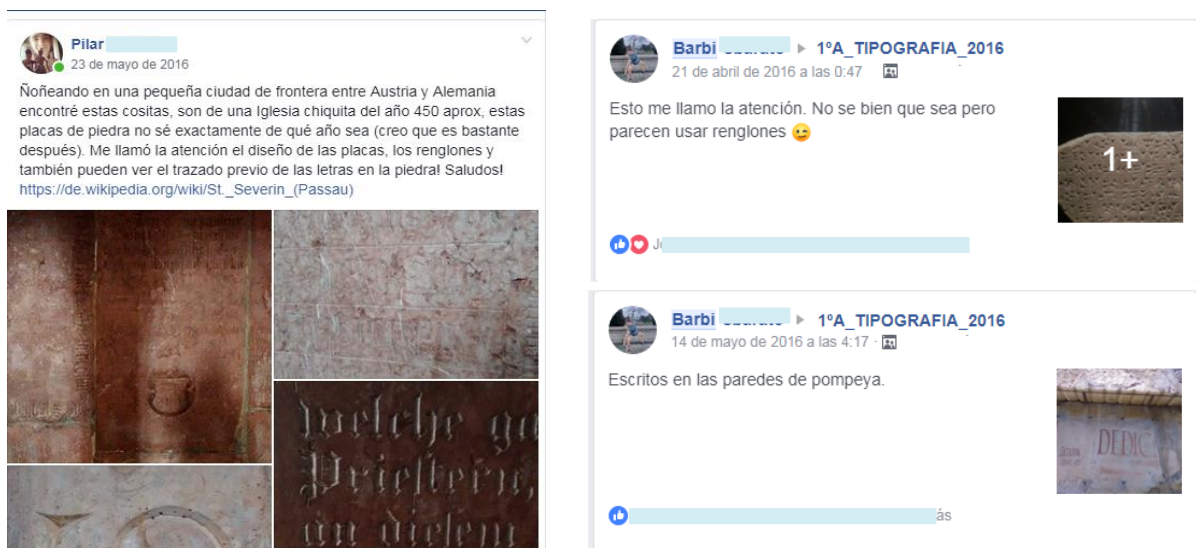 Pilar
23 de mayo de 2016
Ñoñeando en una pequeña ciudad de frontera entre Austria y Alemania
encontré estas cositas, son de una Iglesia chiquita del año 450 aprox, estas
placas de piedra no sé exactamente de qué año sea (creo que es bastante
después). Me llamó la atención el diseño de las placas, los renglones y
también pueden ver el trazado previo de las letras en la piedra! Saludos!
https://de.wikipedia.org/wiki/St._Severin_(Passau)
welche
Priestern,
an diesem
Barbi
1ºA_TIPOGRAFIA_2016
21 de abril de 2016 a las 0:47
Esto me llamo la atención. No se bien que sea pero
parecen usar renglones 😉
1+
Barbi
1ºA_TIPOGRAFIA_2016
14 de mayo de 2016 a las 4:17 ·
Escritos en las paredes de pompeya.
DEDIC
ás